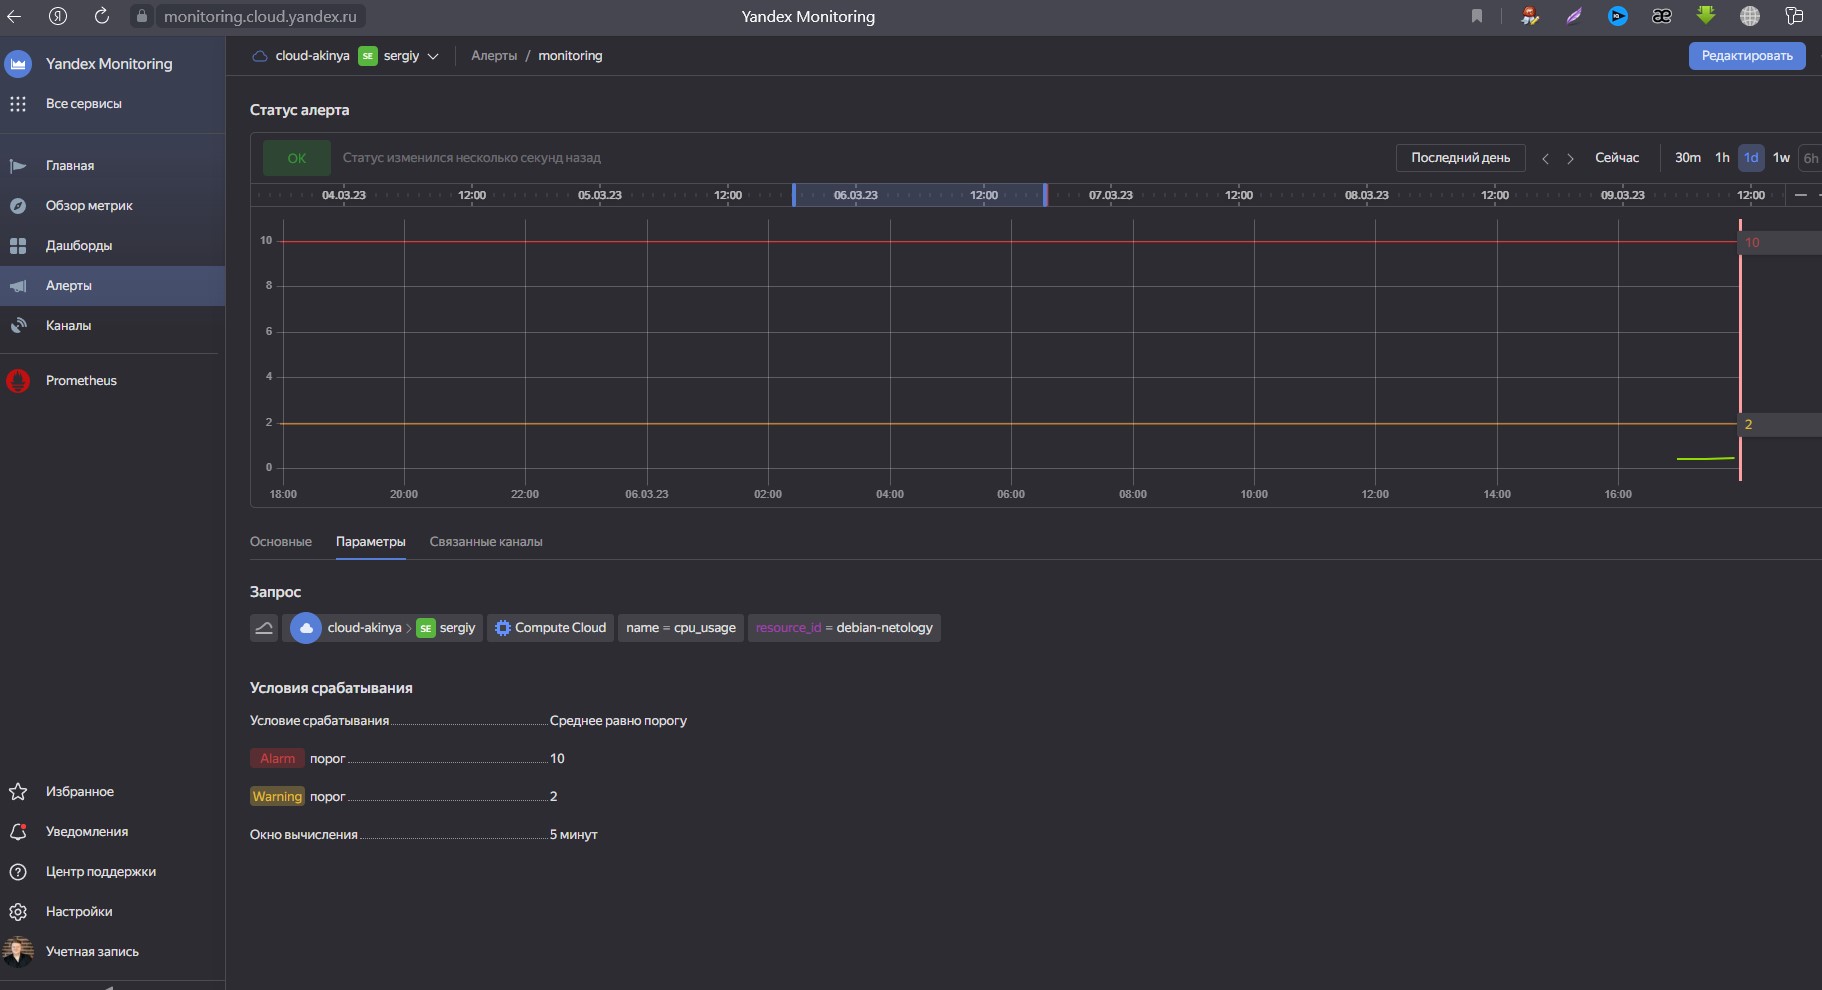 monitoring.cloud.yandex.ru
Yandex Monitoring
Yandex Monitoring
Все сервисы
Главная
Обзор метрик
Дашборды
Алерты
Каналы
Prometheus
Избранное
Уведомления
Центр поддержки
Настройки
Учетная запись
cloud-akinya SE sergiy
Алерты / monitoring
Редактировать
Статус алерта
OK Статус изменился несколько секунд назад
Последний день Сейчас 30m 1h 1d 1w 6h
04.03.23 12:00 05.03.23 12:00 06.03.23 12:00 07.03.23 12:00 08.03.23 12:00 09.03.23 12:00
10 10
8
6
4
2 2
0
18:00 20:00 22:00 06.03.23 02:00 04:00 06:00 08:00 10:00 12:00 14:00 16:00
Основные Параметры Связанные каналы
Запрос
cloud-akinya > SE sergiy Compute Cloud name = cpu_usage resource_id = debian-netology
Условия срабатывания
Условие срабатывания Среднее равно порогу
Alarm порог 10
Warning порог 2
Окно вычисления 5 минут